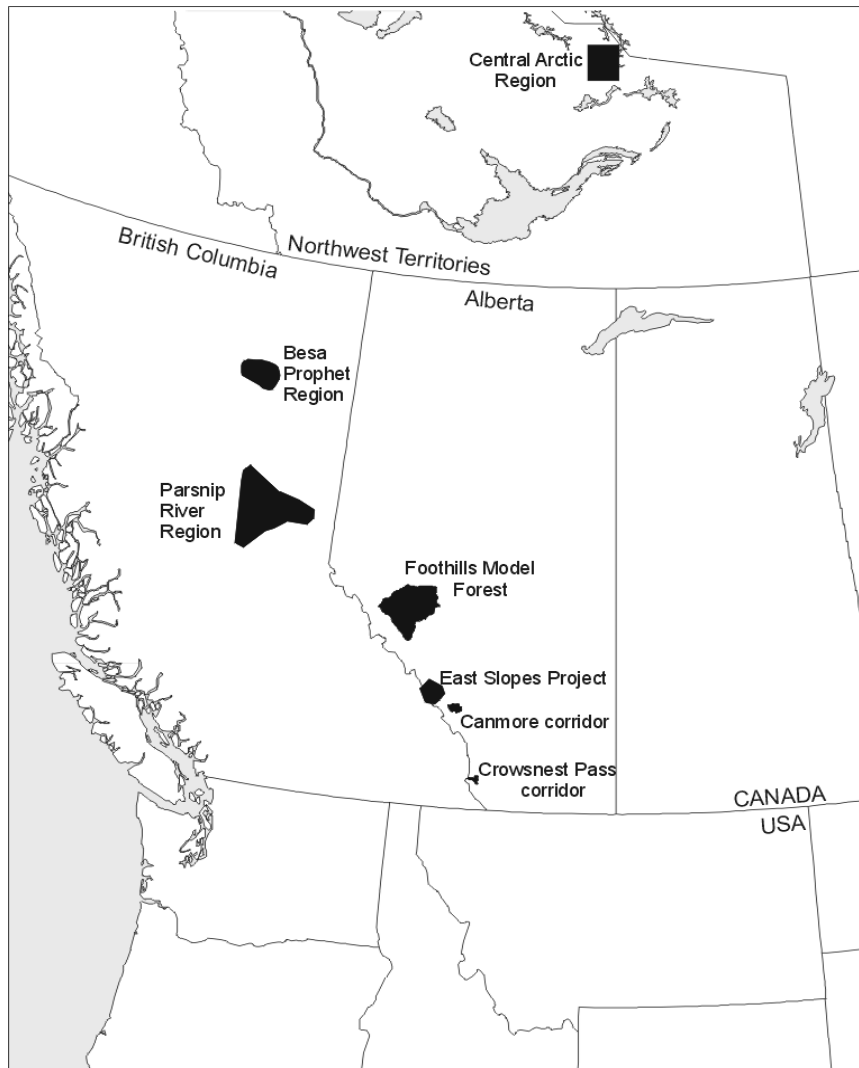 Central Arctic
Region
British Columbia
Northwest Territories
Alberta
Besa
Prophet
Region
Parsnip
River
Region
Foothills Model
Forest
East Slopes Project
Canmore corridor
Crowsnest Pass
corridor
CANADA
USA